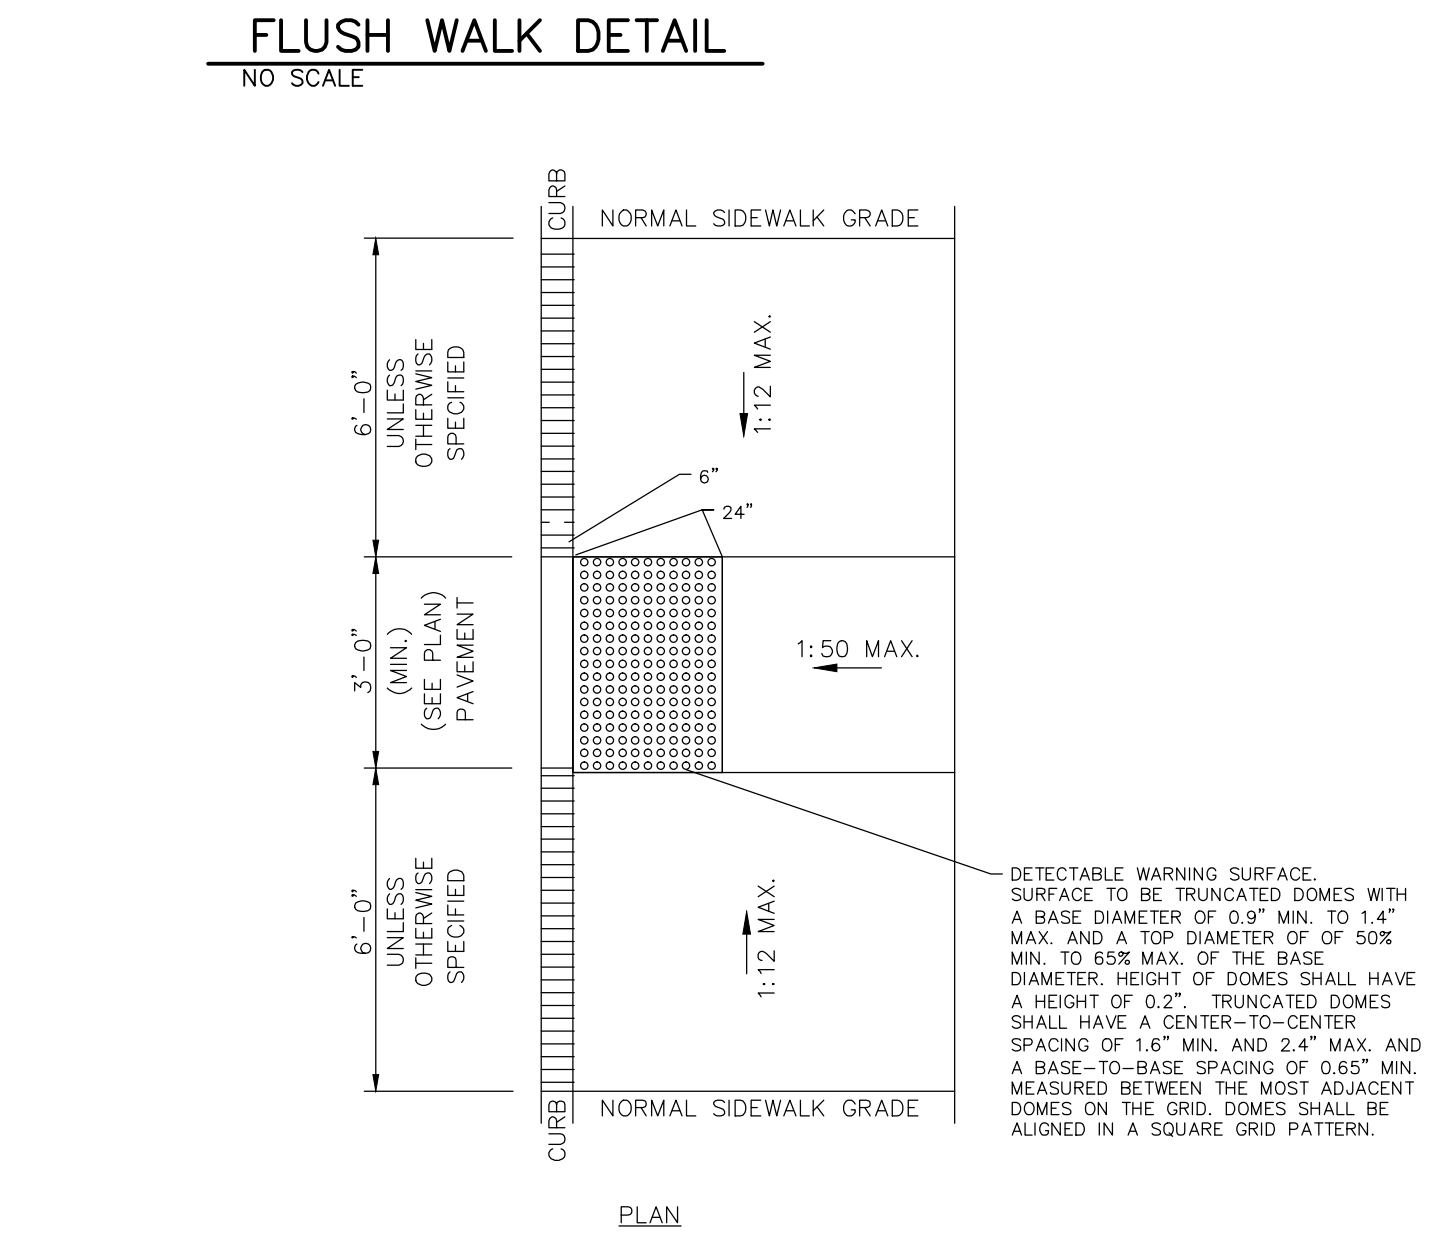 FLUSH WALK DETAIL
NO SCALE
CURB
NORMAL SIDEWALK GRADE
6'-0"
UNLESS
OTHERWISE
SPECIFIED
1:12 MAX.
6"
24"
3'-0"
(MIN.)
(SEE PLAN)
PAVEMENT
1:50 MAX.
6'-0"
UNLESS
OTHERWISE
SPECIFIED
1:12 MAX.
DETECTABLE WARNING SURFACE.
SURFACE TO BE TRUNCATED DOMES WITH
A BASE DIAMETER OF 0.9" MIN. TO 1.4"
MAX. AND A TOP DIAMETER OF OF 50%
MIN. TO 65% MAX. OF THE BASE
DIAMETER. HEIGHT OF DOMES SHALL HAVE
A HEIGHT OF 0.2". TRUNCATED DOMES
SHALL HAVE A CENTER-TO-CENTER
SPACING OF 1.6" MIN. AND 2.4" MAX. AND
A BASE-TO-BASE SPACING OF 0.65" MIN.
MEASURED BETWEEN THE MOST ADJACENT
DOMES ON THE GRID. DOMES SHALL BE
ALIGNED IN A SQUARE GRID PATTERN.
CURB
NORMAL SIDEWALK GRADE
PLAN